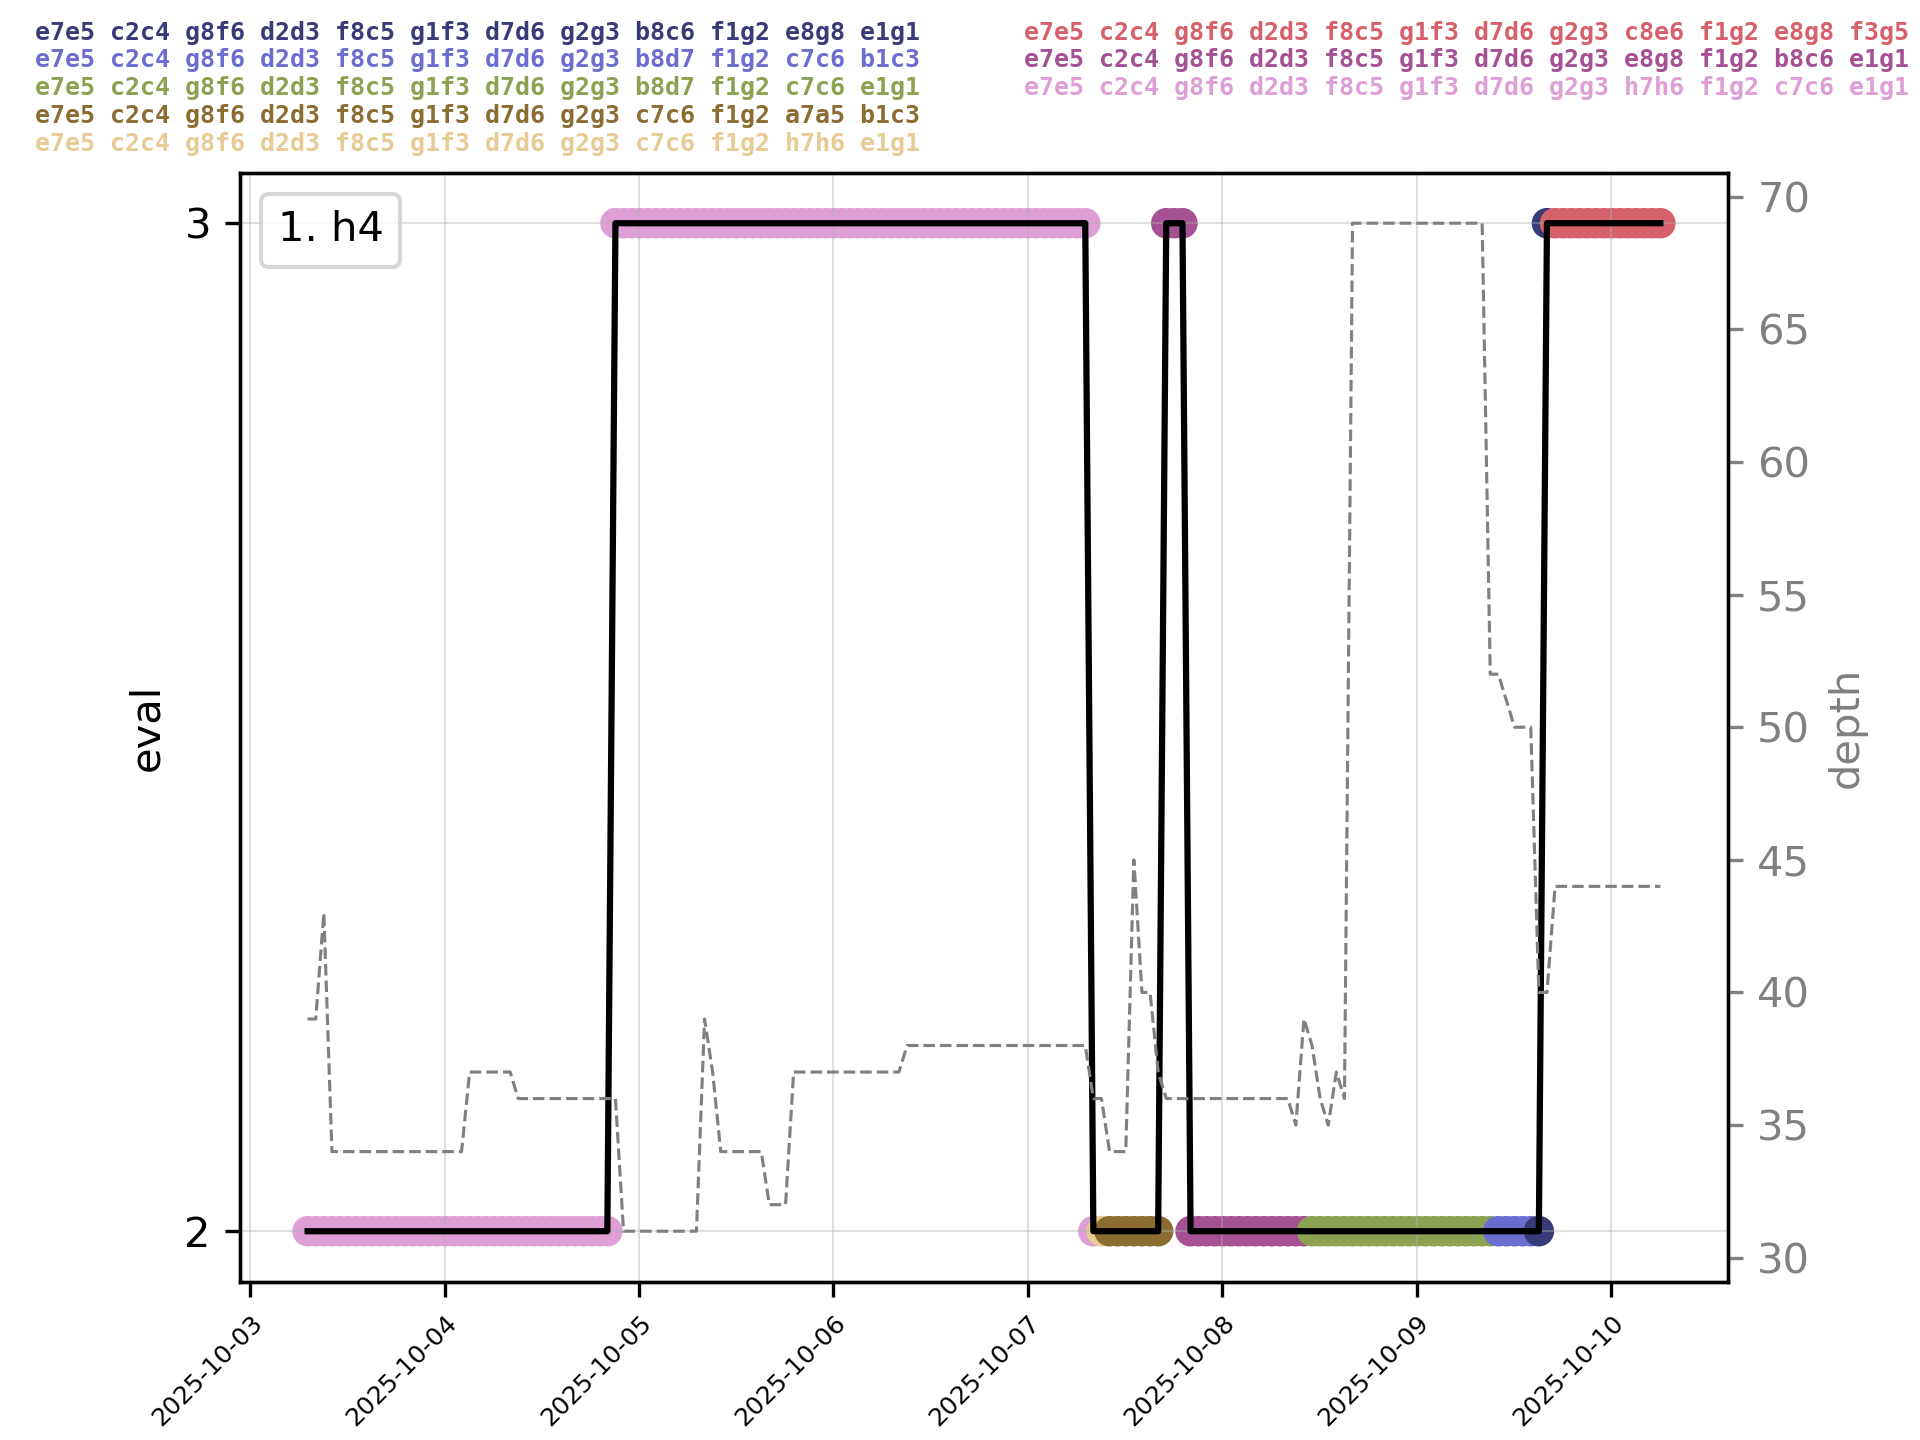 e7e5 c2c4 g8f6 d2d3 f8c5 g1f3 d7d6 g2g3 b8c6 f1g2 e8g8 e1g1
e7e5 c2c4 g8f6 d2d3 f8c5 g1f3 d7d6 g2g3 b8d7 f1g2 c7c6 b1c3
e7e5 c2c4 g8f6 d2d3 f8c5 g1f3 d7d6 g2g3 b8d7 f1g2 c7c6 e1g1
e7e5 c2c4 g8f6 d2d3 f8c5 g1f3 d7d6 g2g3 c7c6 f1g2 a7a5 b1c3
e7e5 c2c4 g8f6 d2d3 f8c5 g1f3 d7d6 g2g3 c7c6 f1g2 h7h6 e1g1
e7e5 c2c4 g8f6 d2d3 f8c5 g1f3 d7d6 g2g3 c8e6 f1g2 e8g8 f3g5
e7e5 c2c4 g8f6 d2d3 f8c5 g1f3 d7d6 g2g3 e8g8 f1g2 b8c6 e1g1
e7e5 c2c4 g8f6 d2d3 f8c5 g1f3 d7d6 g2g3 h7h6 f1g2 c7c6 e1g1
1. h4
eval
3
2
depth
70
65
60
55
50
45
40
35
30
2025-10-03
2025-10-04
2025-10-05
2025-10-06
2025-10-07
2025-10-08
2025-10-09
2025-10-10